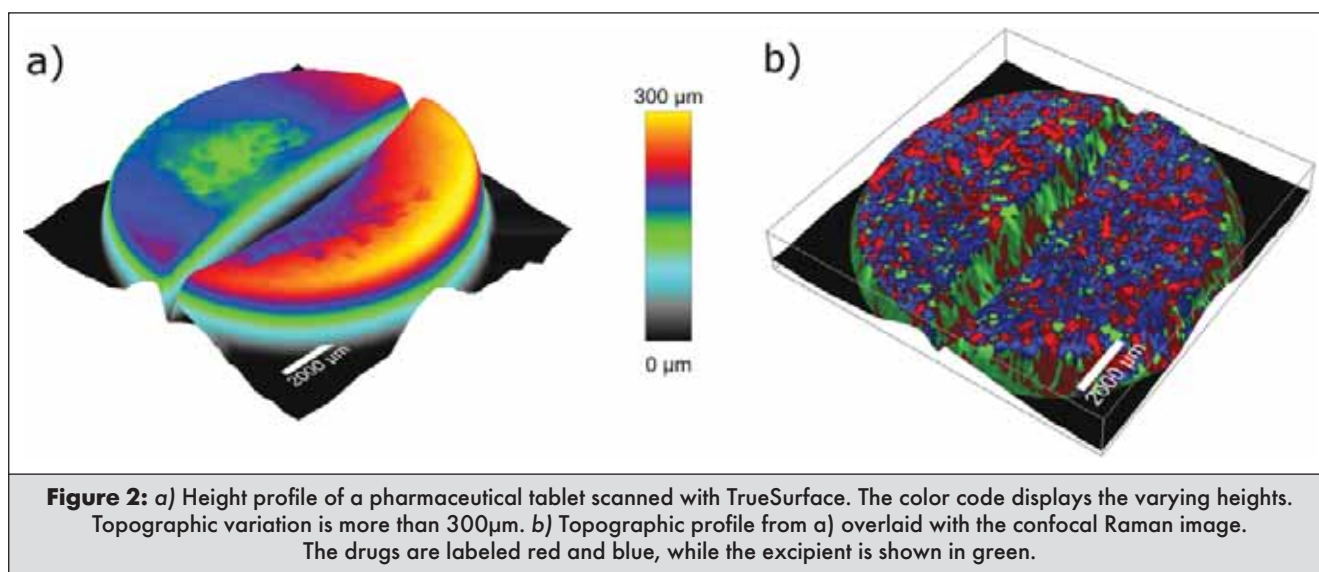 a)
b)
300 µm
0 µm
2000 µm
2000 µm
Figure 2: a) Height profile of a pharmaceutical tablet scanned with TrueSurface. The color code displays the varying heights.
Topographic variation is more than 300µm. b) Topographic profile from a) overlaid with the confocal Raman image.
The drugs are labeled red and blue, while the excipient is shown in green.